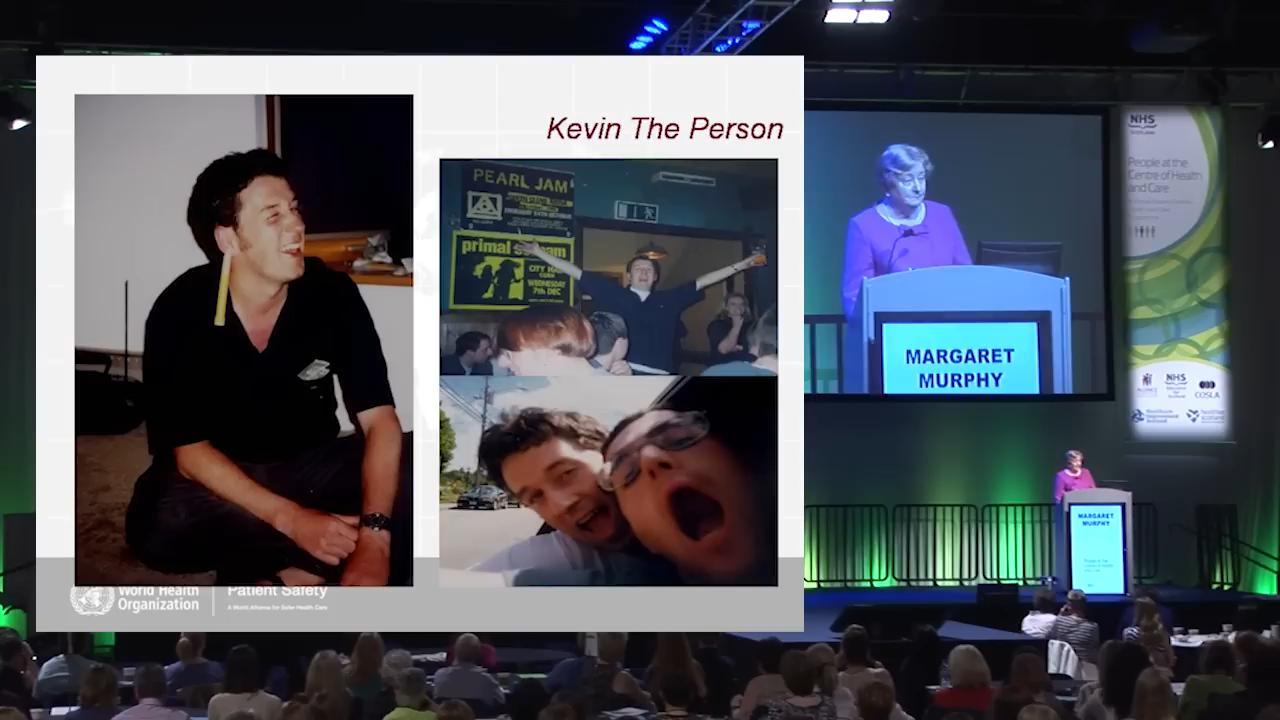 Kevin The Person
PEARL JAM
primal scream
CITY HALL
CORK
WEDNESDAY
7th DEC
World Health
Organization
Patient Safety
A World Alliance for Safer Health Care
MARGARET
MURPHY
NHS
SCOTLAND
People at the
Centre of Health
and Care
NHS
COSLA
MARGARET
MURPHY